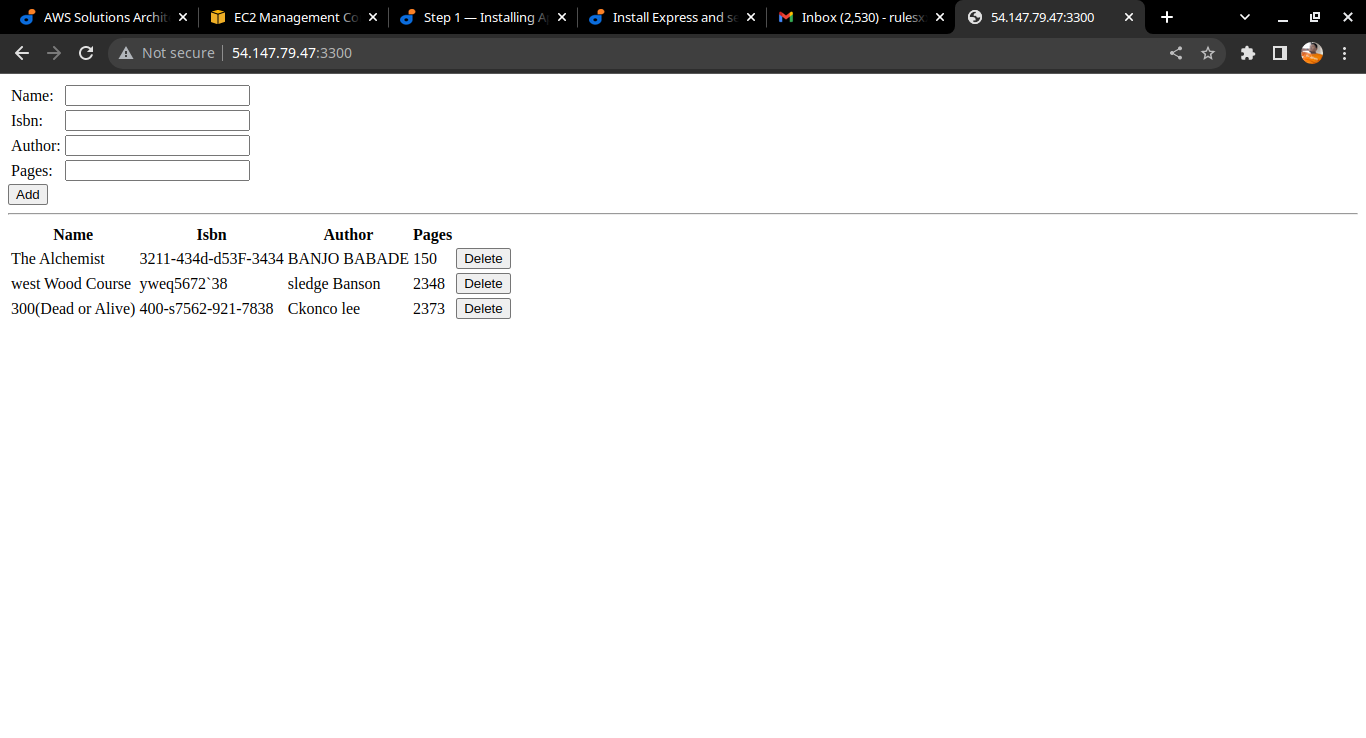 AWS Solutions Archit
EC2 Management Co
Step 1 — Installing A
Install Express and se
Inbox (2,530) - rulesx
54.147.79.47:3300
Not secure
54.147.79.47:3300
Name:
Isbn:
Author:
Pages:
Add
Name Isbn Author Pages
The Alchemist 3211-434d-d53F-3434 BANJO BABADE 150 Delete
west Wood Course yweq5672`38 sledge Banson 2348 Delete
300(Dead or Alive) 400-s7562-921-7838 Ckonco lee 2373 Delete